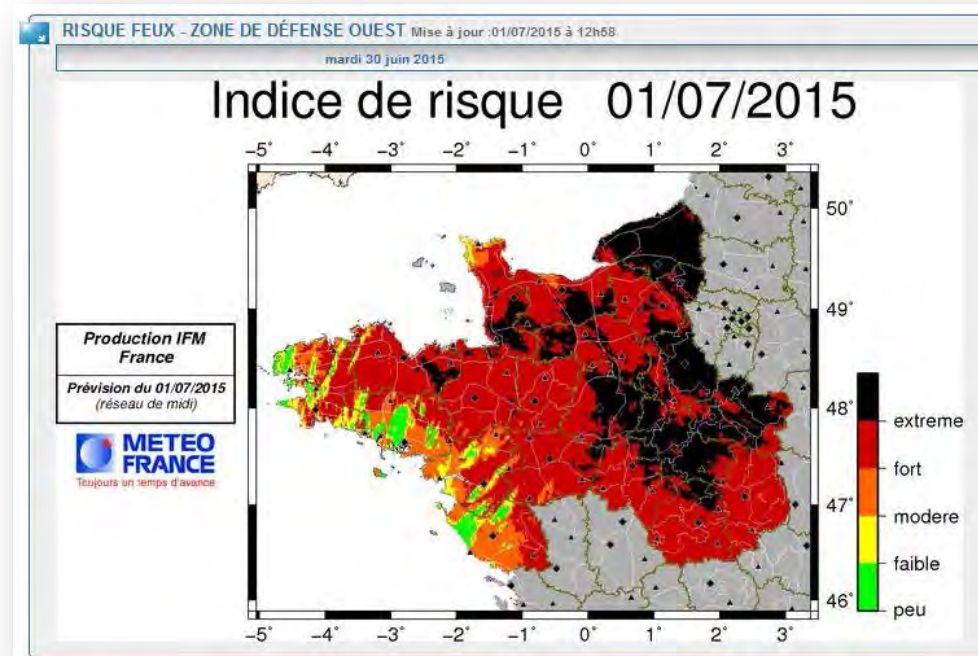 RISQUE FEUX - ZONE DE DÉFENSE OUEST Mise à jour :01/07/2015 à 12h58
mardi 30 juin 2015
Indice de risque 01/07/2015
−5˚ −4˚ −3˚ −2˚ −1˚ 0˚ 1˚ 2˚ 3˚
50˚
49˚
48˚
47˚
46˚
Production IFM
France
Prévision du 01/07/2015
(réseau de midi)
METEO
FRANCE
Toujours un temps d'avance
extreme
fort
modere
faible
peu
−5˚ −4˚ −3˚ −2˚ −1˚ 0˚ 1˚ 2˚ 3˚